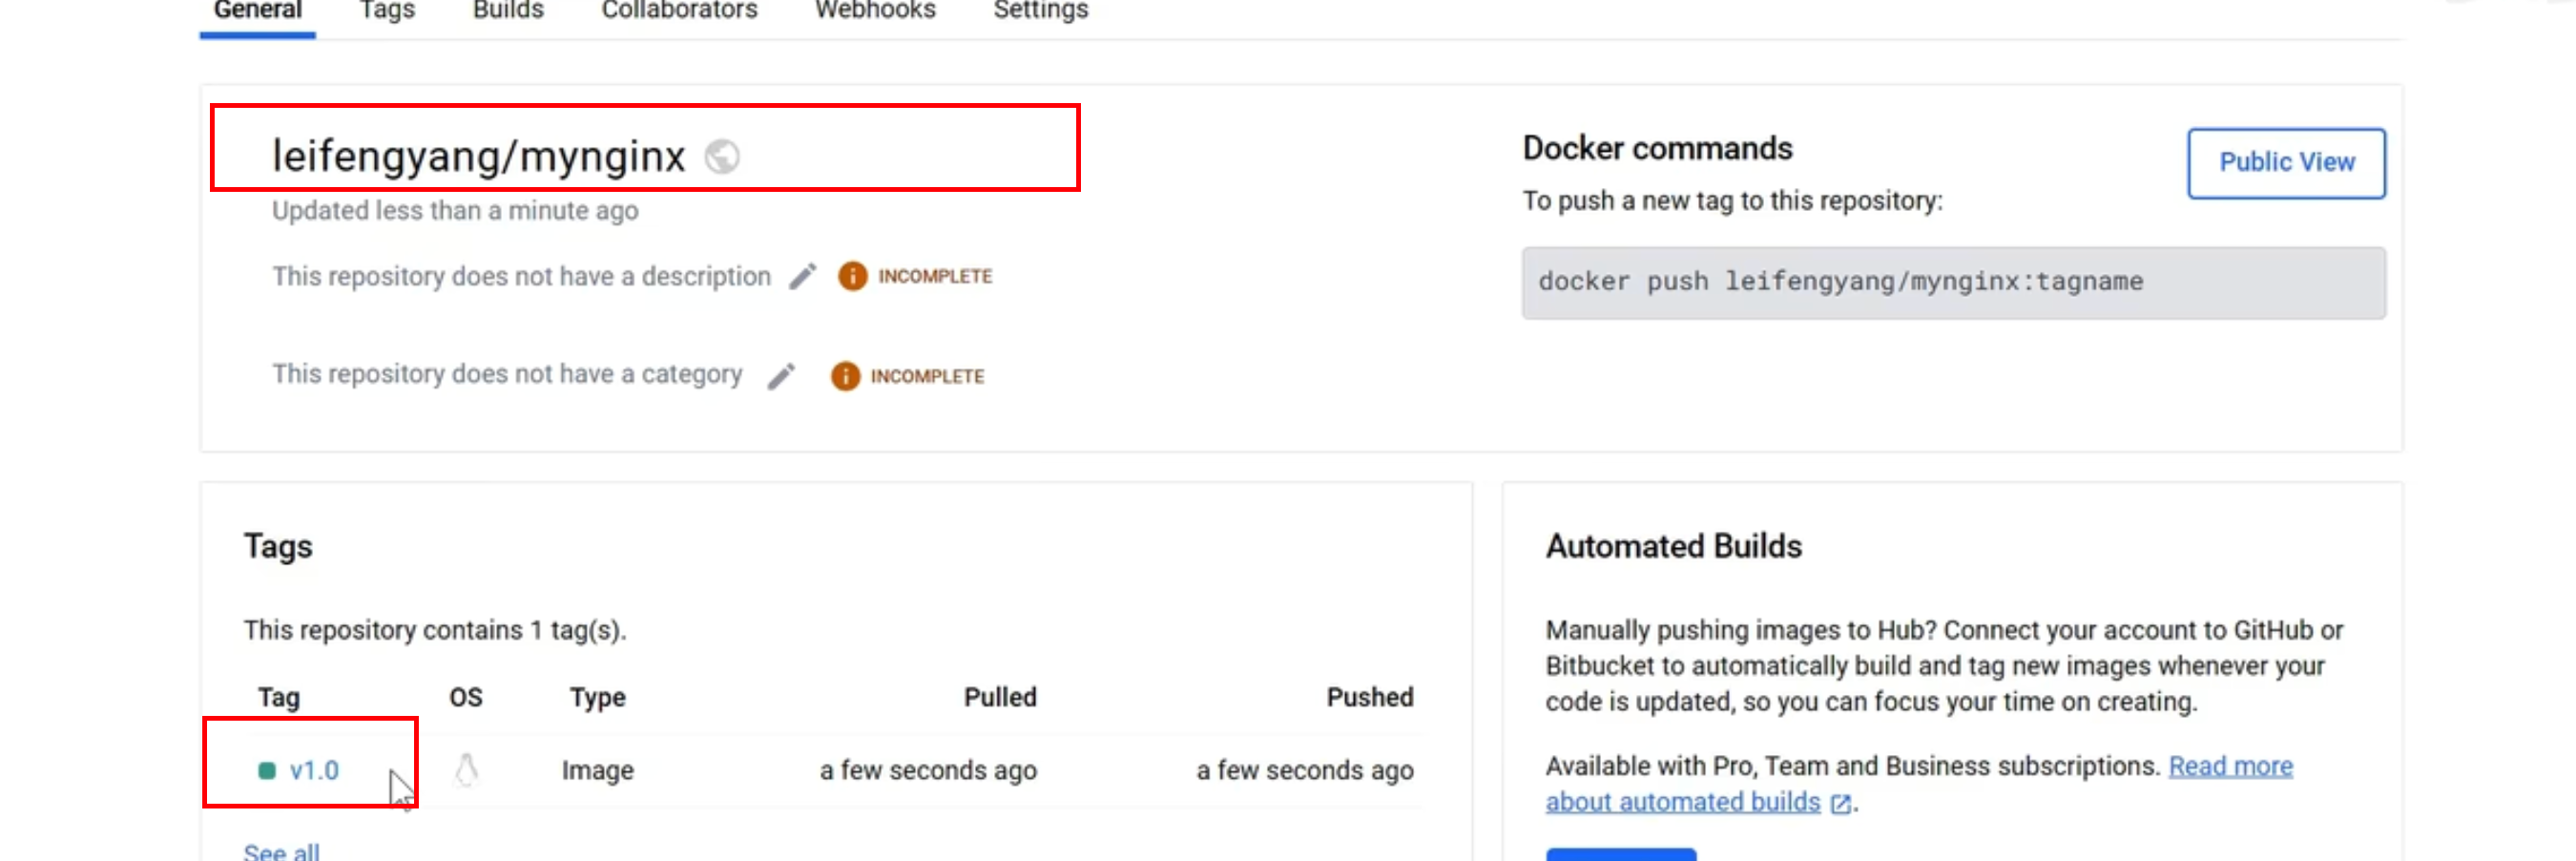 General Tags Builds Collaborators Webhooks Settings
leifengyang/mynginx
Updated less than a minute ago
This repository does not have a description INCOMPLETE
This repository does not have a category INCOMPLETE
Docker commands
Public View
To push a new tag to this repository:
docker push leifengyang/mynginx:tagname
Tags
This repository contains 1 tag(s).
Tag OS Type Pulled Pushed
v1.0 Image a few seconds ago a few seconds ago
See all
Automated Builds
Manually pushing images to Hub? Connect your account to GitHub or
Bitbucket to automatically build and tag new images whenever your
code is updated, so you can focus your time on creating.
Available with Pro, Team and Business subscriptions. Read more
about automated builds.